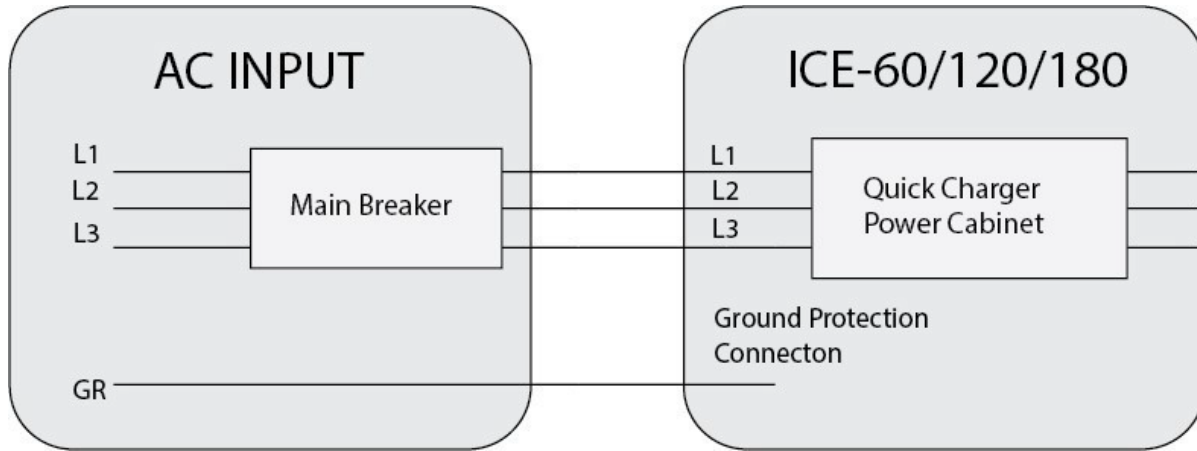 AC INPUT
L1
L2
L3
Main Breaker
GR
ICE-60/120/180
L1
L2
L3
Quick Charger
Power Cabinet
Ground Protection
Connecton